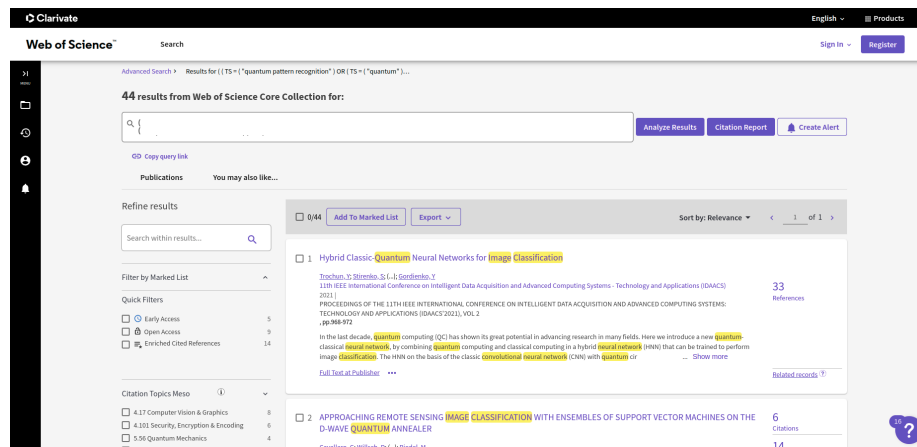 Clarivate
English
Products
Web of Science™
Search
Sign In
Register
MENU
Advanced Search > Results for ( ( TS = ( "quantum pattern recognition" ) OR ( TS = ( "quantum" )...
44 results from Web of Science Core Collection for:
(
(
Analyze Results
Citation Report
Create Alert
Copy query link
Publications
You may also like...
Refine results
0/44
Add To Marked List
Export
Sort by: Relevance
< 1 of 1 >
Search within results...
Filter by Marked List
Quick Filters
Early Access 5
Open Access 9
Enriched Cited References 14
Citation Topics Meso
4.17 Computer Vision & Graphics 8
4.101 Security, Encryption & Encoding 6
5.56 Quantum Mechanics 4
1 Hybrid Classic-Quantum Neural Networks for Image Classification
Trochun, Y; Stirenko, S; (...); Gordienko, Y
11th IEEE International Conference on Intelligent Data Acquisition and Advanced Computing Systems - Technology and Applications (IDAACS)
2021 |
PROCEEDINGS OF THE 11TH IEEE INTERNATIONAL CONFERENCE ON INTELLIGENT DATA ACQUISITION AND ADVANCED COMPUTING SYSTEMS:
TECHNOLOGY AND APPLICATIONS (IDAACS'2021), VOL 2
, pp.968-972
33
References
In the last decade, quantum computing (QC) has shown its great potential in advancing research in many fields. Here we introduce a new quantum-
classical neural network, by combining quantum computing and classical computing in a hybrid neural network (HNN) that can be trained to perform
image classification. The HNN on the basis of the classic convolutional neural network (CNN) with quantum cir ... Show more
Full Text at Publisher •••
Related records ?
2 APPROACHING REMOTE SENSING IMAGE CLASSIFICATION WITH ENSEMBLES OF SUPPORT VECTOR MACHINES ON THE
D-WAVE QUANTUM ANNEALER
6
Citations
14
16
?